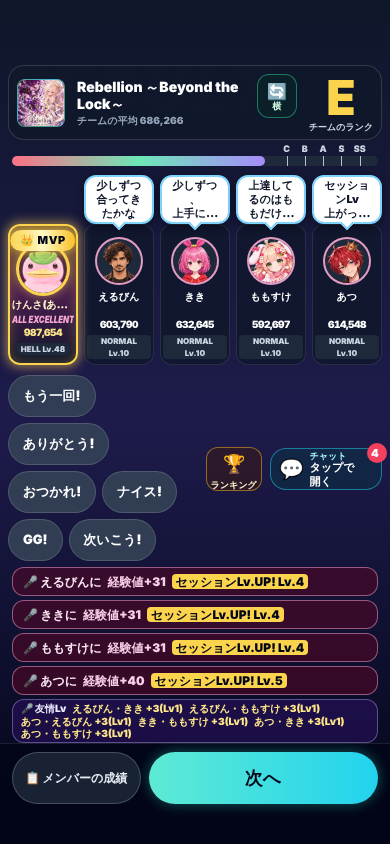 Rebellion ～Beyond the
Lock～
チームの平均 686,266
横
E
チームのランク
C B A S SS
少しずつ
合ってき
たかな
少しずつ
、
上手に…
上達して
るのはも
もだけ…
セッショ
ンLv
上がっ…
MVP
けんさ(あ…
ALL EXCELLENT
987,654
HELL Lv.48
えるびん
603,790
NORMAL
Lv.10
きき
632,645
NORMAL
Lv.10
ももすけ
592,697
NORMAL
Lv.10
あつ
614,548
NORMAL
Lv.10
もう一回!
ありがとう!
おつかれ!
ナイス!
GG!
次いこう!
ランキング
チャット
タップで
開く
4
えるびんに 経験値+31 セッションLv.UP! Lv.4
ききに 経験値+31 セッションLv.UP! Lv.4
ももすけに 経験値+31 セッションLv.UP! Lv.4
あつに 経験値+40 セッションLv.UP! Lv.5
友情Lv えるびん・きき +3(Lv1) えるびん・ももすけ +3(Lv1)
あつ・えるびん +3(Lv1) きき・ももすけ +3(Lv1) あつ・きき +3(Lv1)
あつ・ももすけ +3(Lv1)
メンバーの成績
次へ